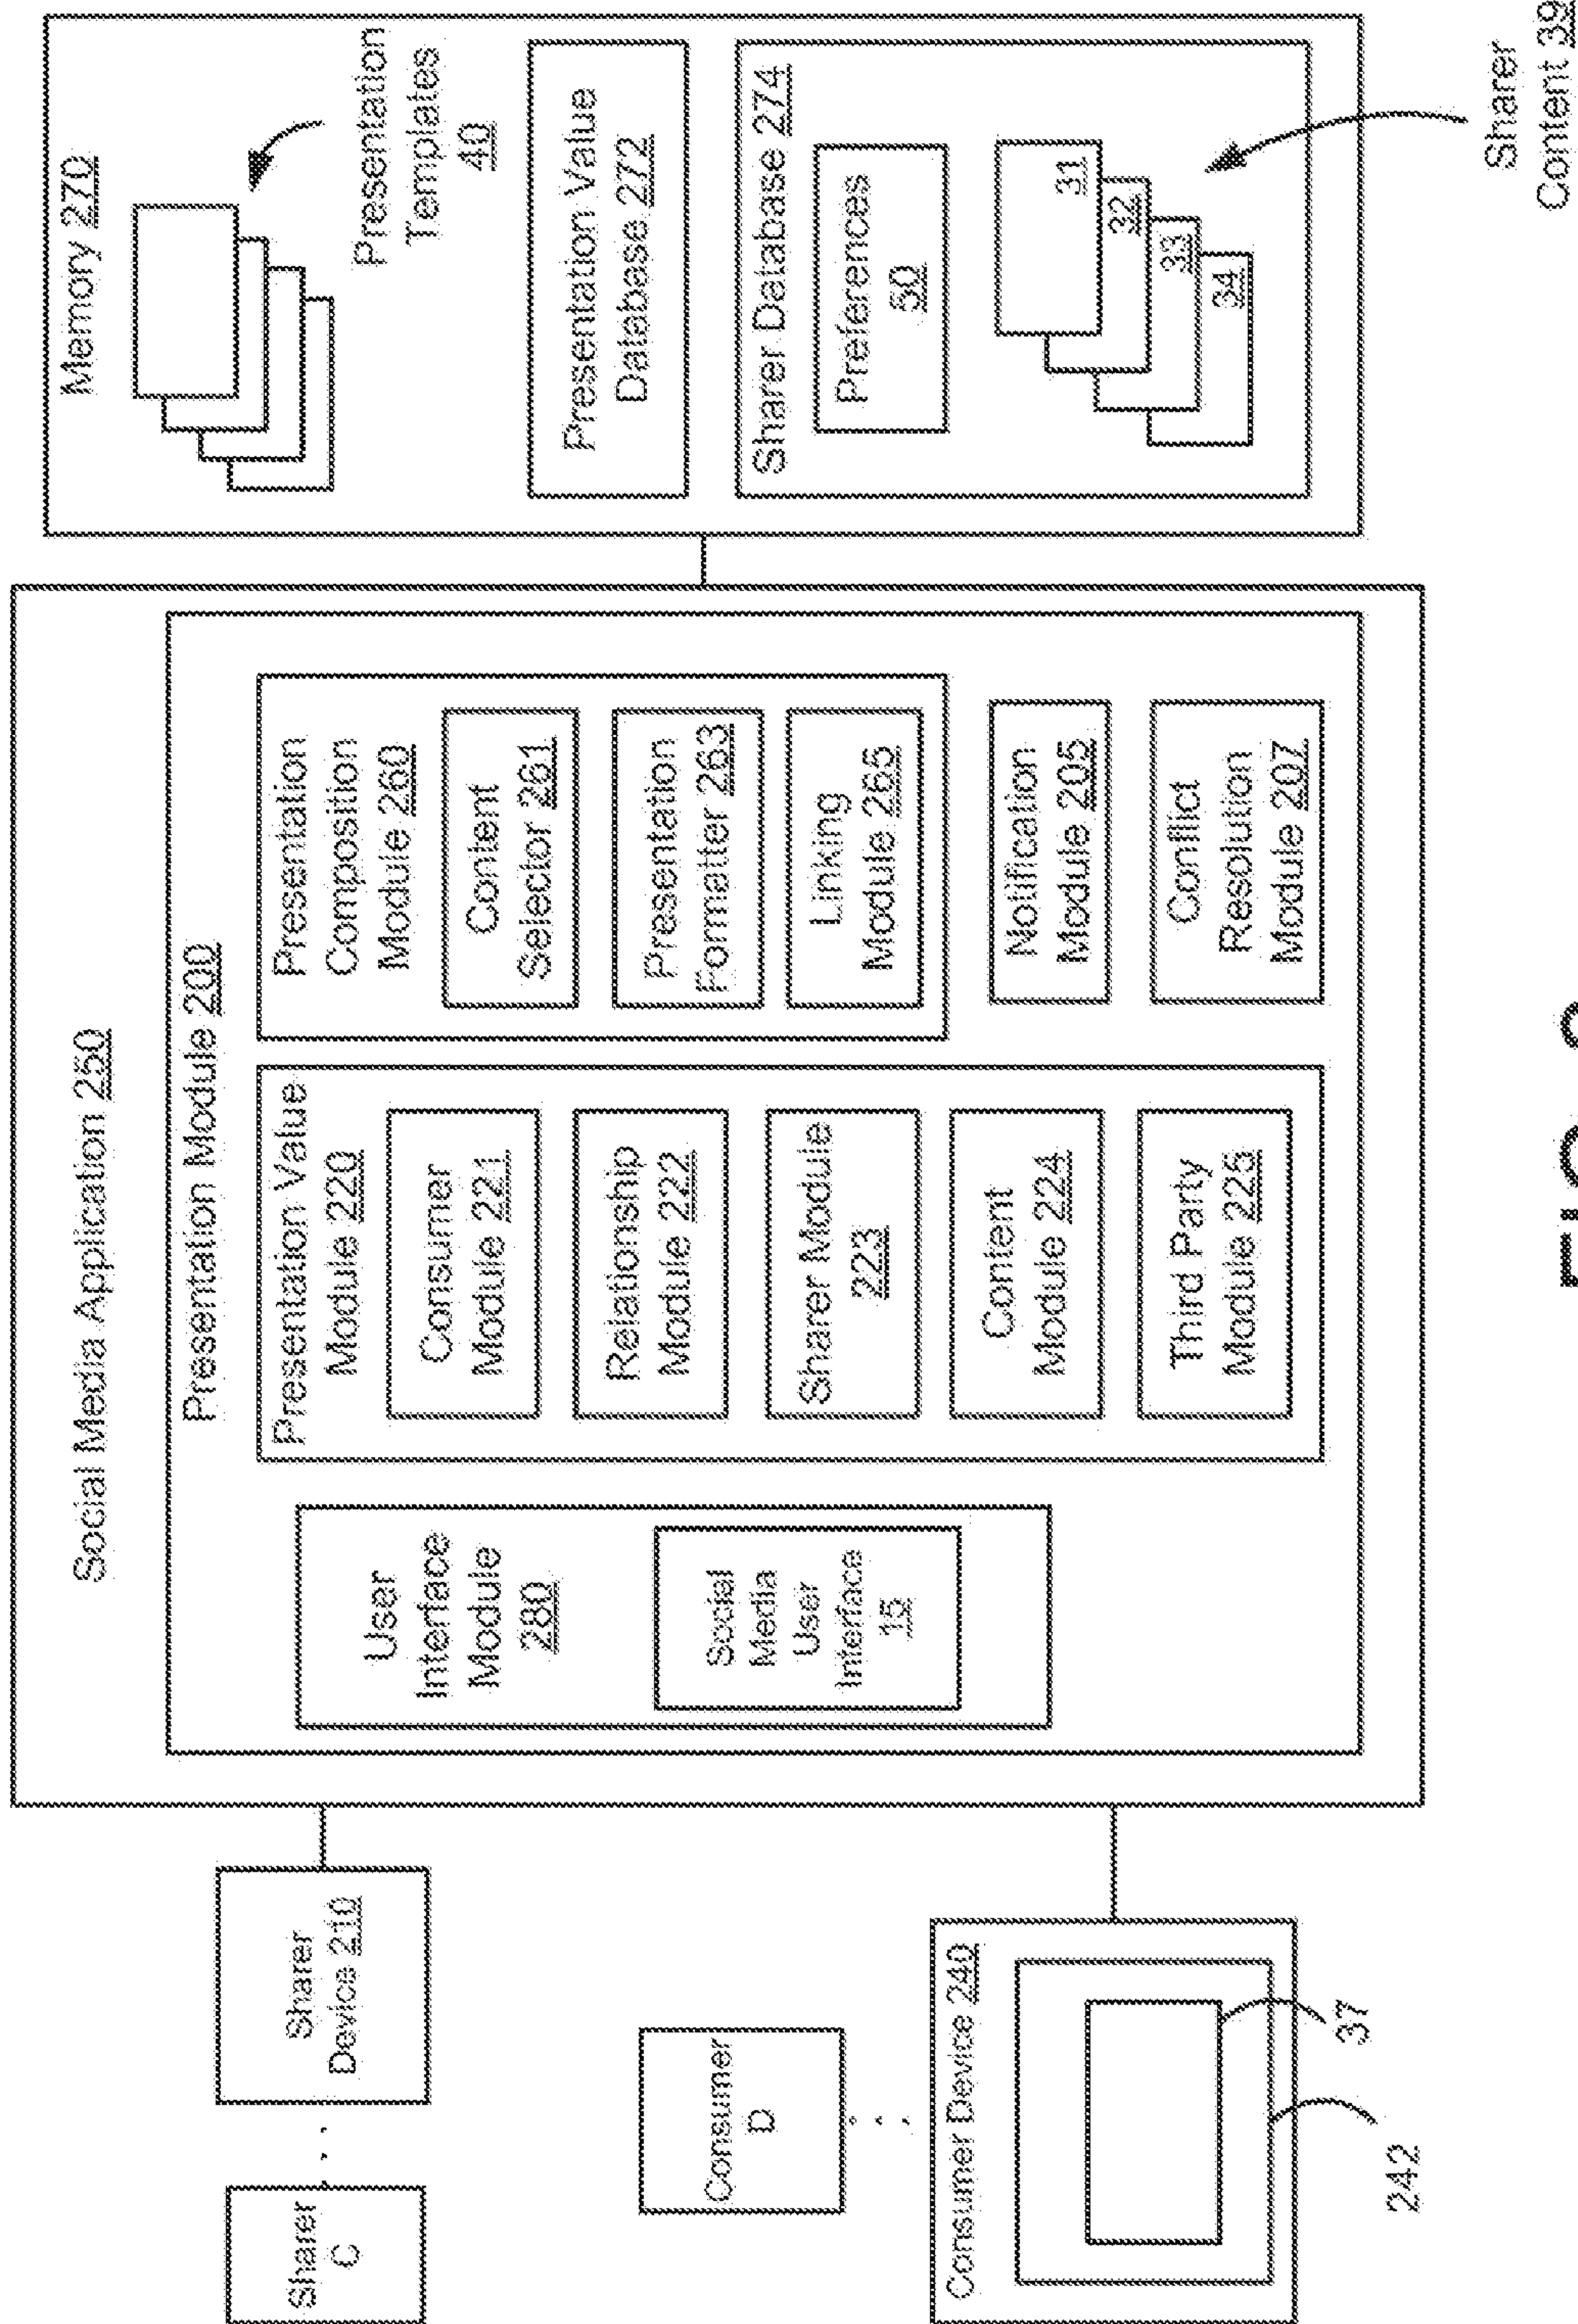 Sharer
C
Sharer
Device 210
Consumer
D
Consumer Device 240
37
242
Social Media Application 250
Presentation Module 200
User
Interface
Module
280
Social
Media
User
Interface
15
Presentation Value
Module 220
Consumer
Module 221
Relationship
Module 222
Sharer Module
223
Content
Module 224
Third Party
Module 225
Presentation
Composition
Module 260
Content
Selector 261
Presentation
Formatter 263
Linking
Module 265
Notification
Module 205
Conflict
Resolution
Module 207
Memory 270
Presentation
Templates
40
Presentation Value
Database 272
Sharer Database 274
Preferences
50
31
32
33
34
Sharer
Content 39
FIG.